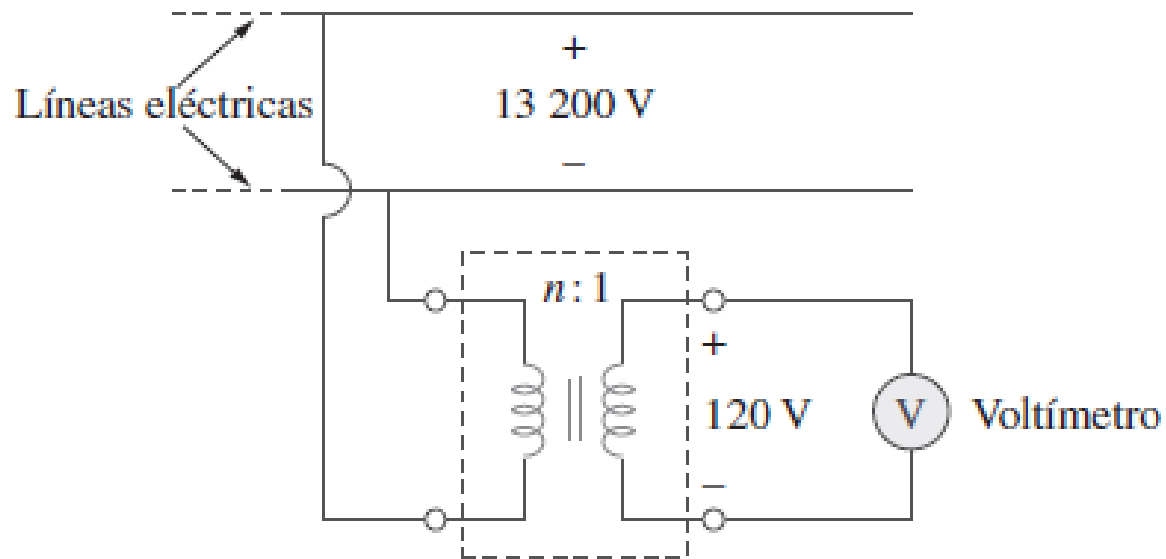 +
Líneas eléctricas
13 200 V
–
n : 1
+
120 V
V
Voltímetro
–